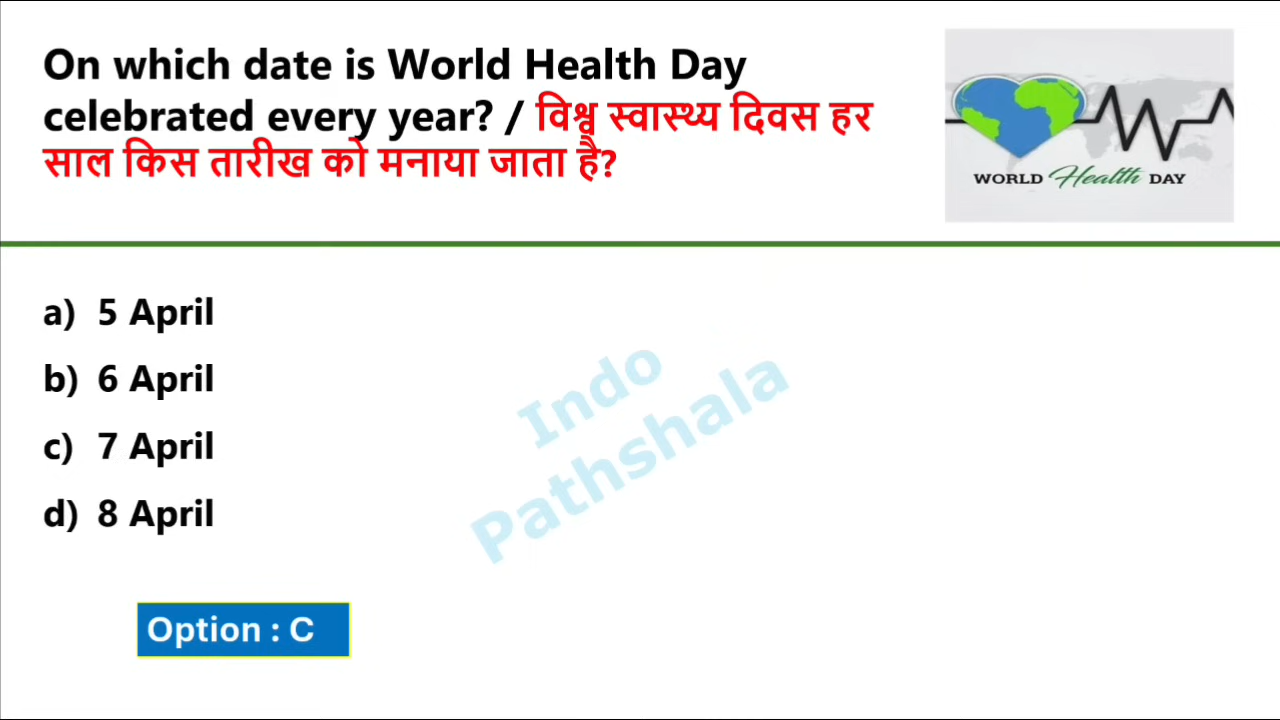 On which date is World Health Day
celebrated every year? / विश्व स्वास्थ्य दिवस हर
साल किस तारीख को मनाया जाता है?
WORLD Health DAY
a) 5 April
b) 6 April
c) 7 April
d) 8 April
Indo
Pathshala
Option : C